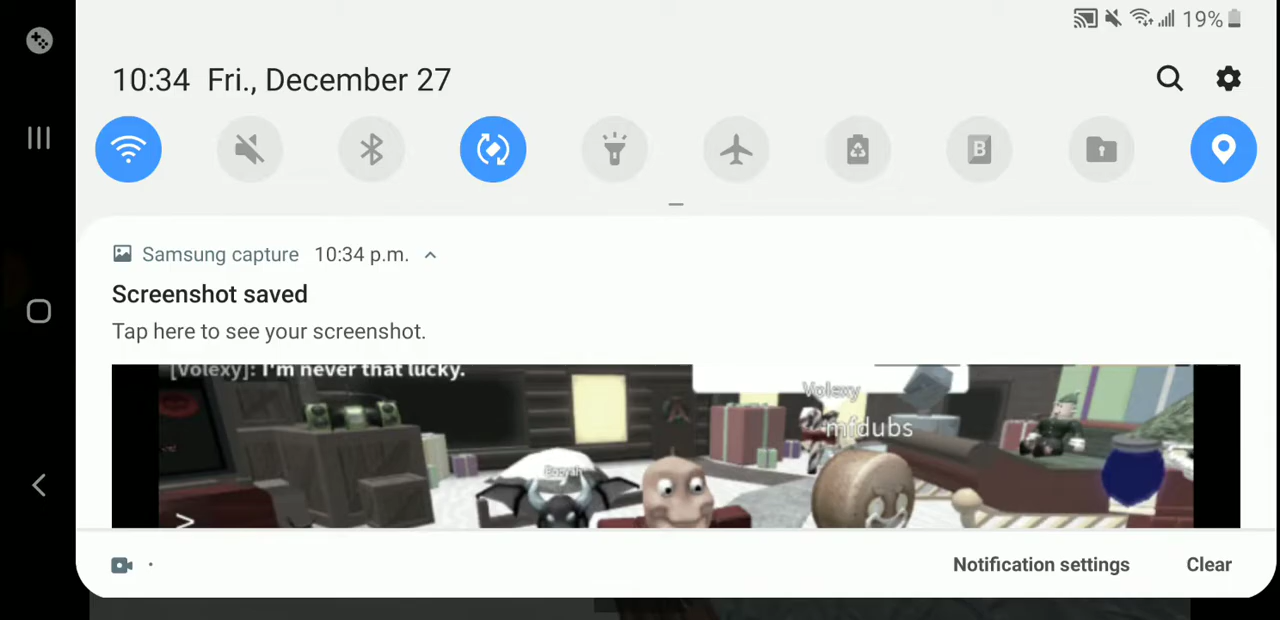 19%
10:34 Fri., December 27
B
Samsung capture 10:34 p.m.
Screenshot saved
Tap here to see your screenshot.
[Volexy]: I'm never that lucky.
Volexy
mfdubs
>
Notification settings
Clear